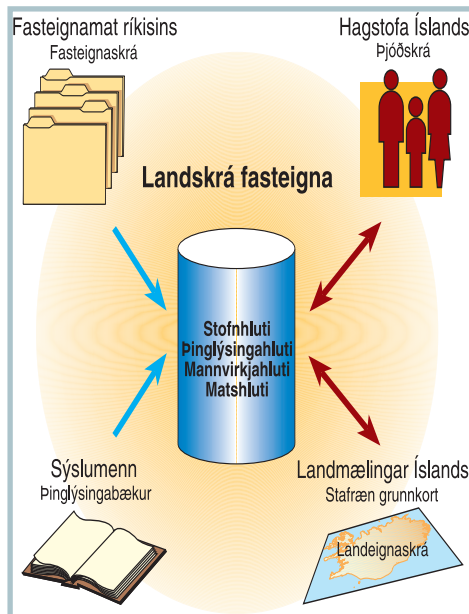 Fasteignamat ríkisins
Fasteignaskrá
Hagstofa Íslands
Þjóðskrá
Landskrá fasteigna
Stofnhluti
Þinglýsingahluti
Mannvirkjahluti
Matshluti
Sýslumenn
Þinglýsingabækur
Landmælingar Íslands
Stafræn grunnkort
Landeignaskrá